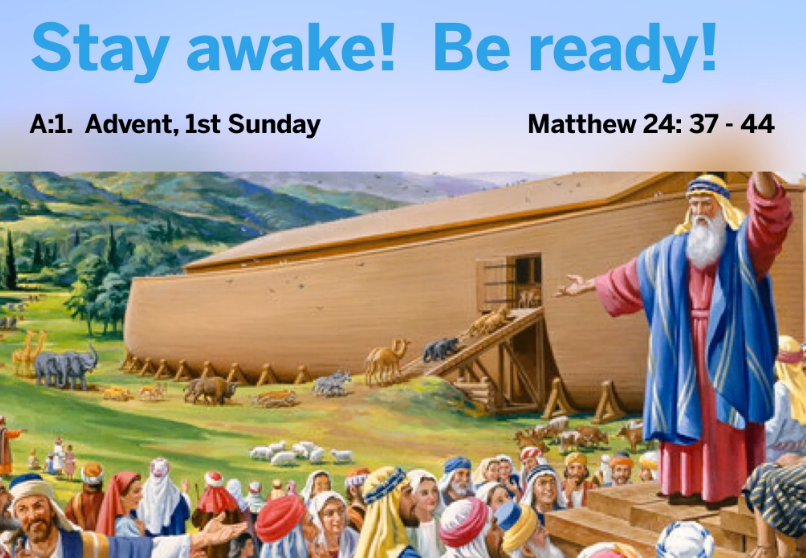 Stay awake!  Be ready!
A:1.  Advent, 1st Sunday
Matthew 24: 37 - 44